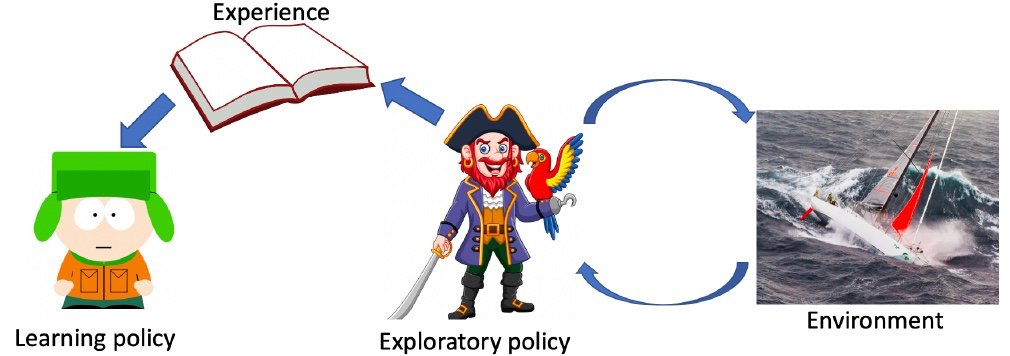 Experience
Learning policy
Exploratory policy
Environment